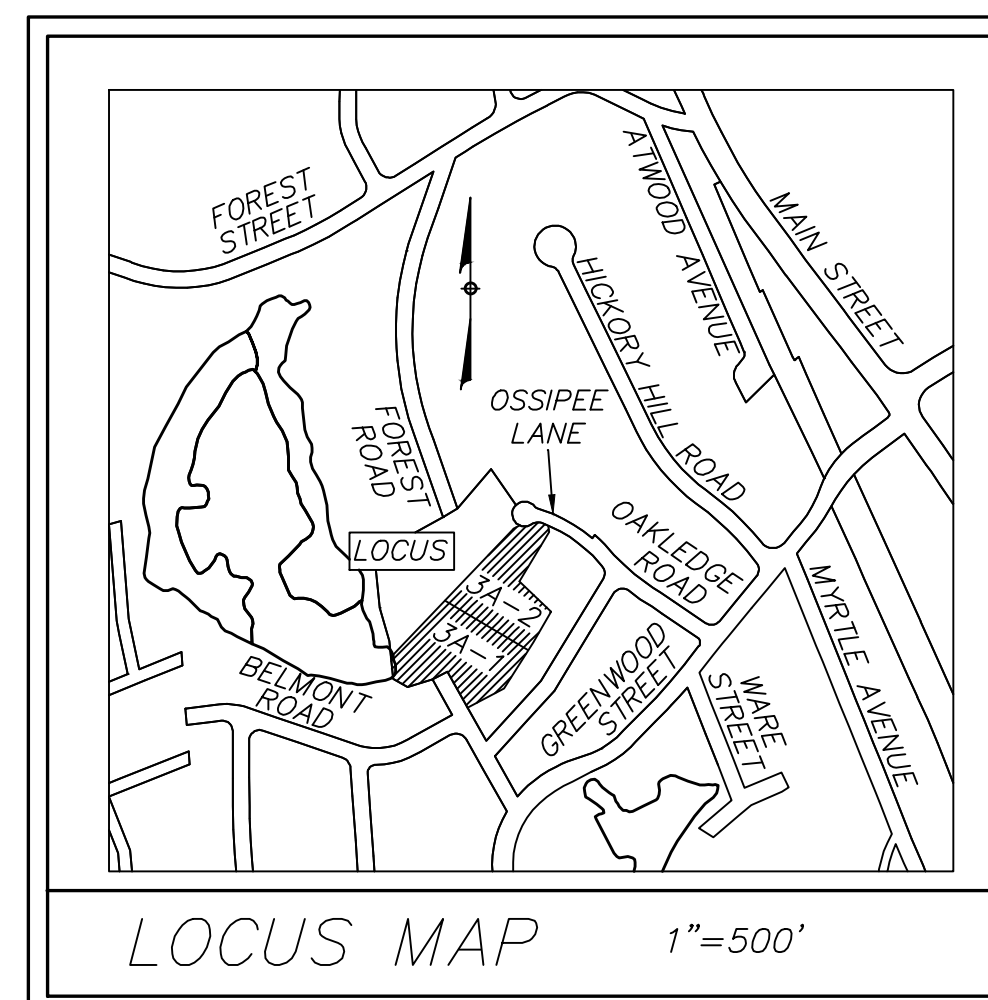 FOREST
STREET
ATWOOD AVENUE
MAIN STREET
HICKORY HILL ROAD
OSSIPEE
LANE
FOREST
ROAD
LOCUS
OAKLEDGE
ROAD
3A-2
3A-1
MYRTLE AVENUE
BELMONT
ROAD
GREENWOOD
STREET
WARE
STREET
LOCUS MAP 1"=500'